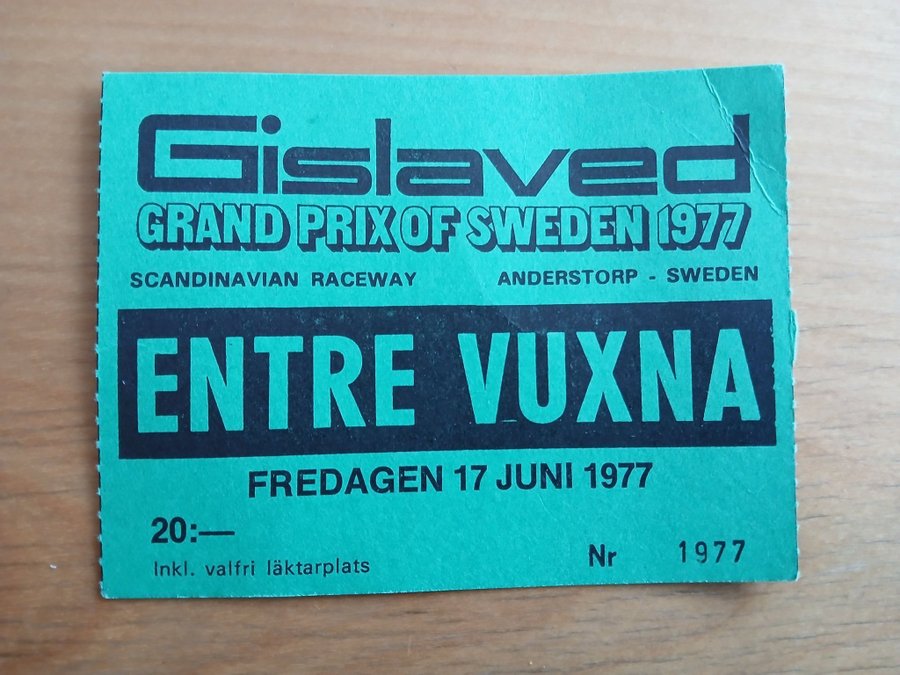 Gislaved
GRAND PRIX OF SWEDEN 1977
SCANDINAVIAN RACEWAY ANDERSTORP - SWEDEN
ENTRE VUXNA
FREDAGEN 17 JUNI 1977
20:—
Inkl. valfri läktarplats
Nr 1977